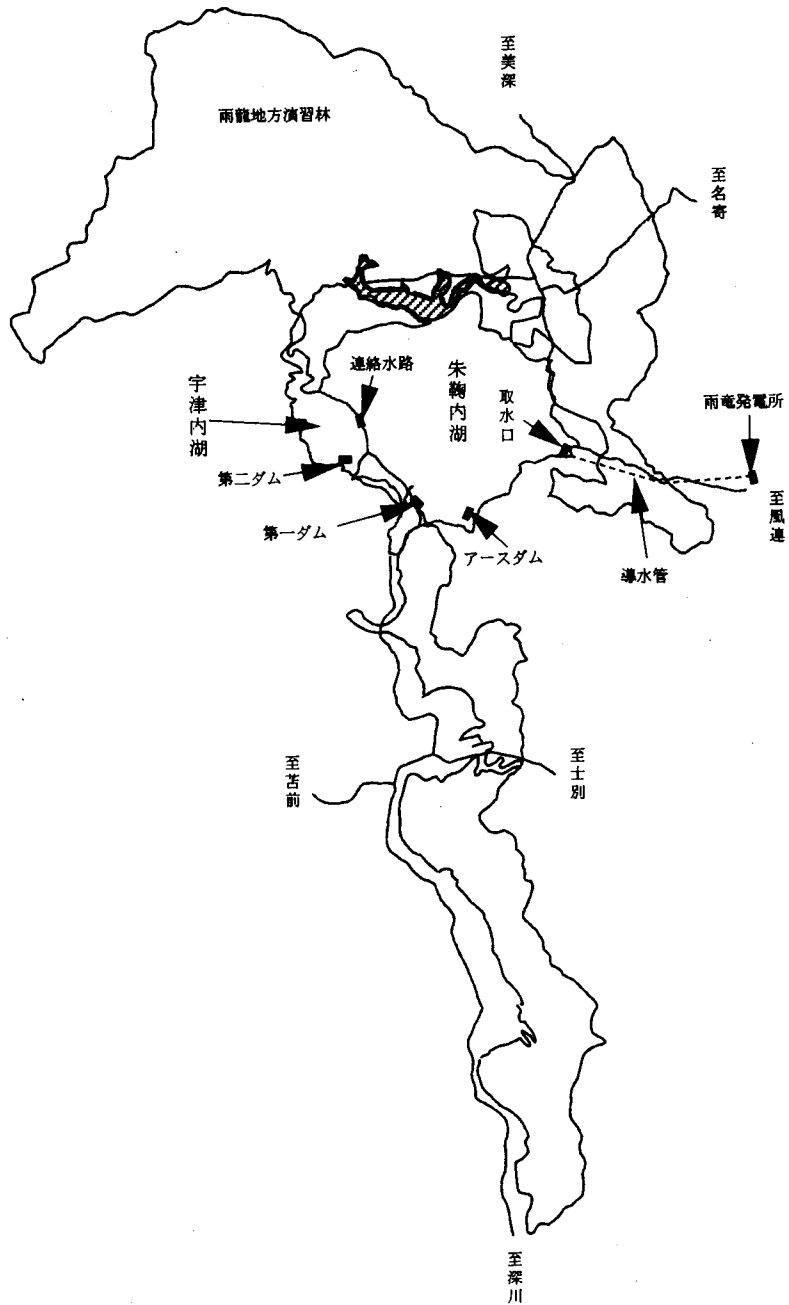 至美深
雨龍地方演習林
至名寄
連絡水路
朱鞠内湖
宇津内湖
取水口
雨竜発電所
第二ダム
至風連
第一ダム
アースダム
導水管
至苫前
至士別
至深川